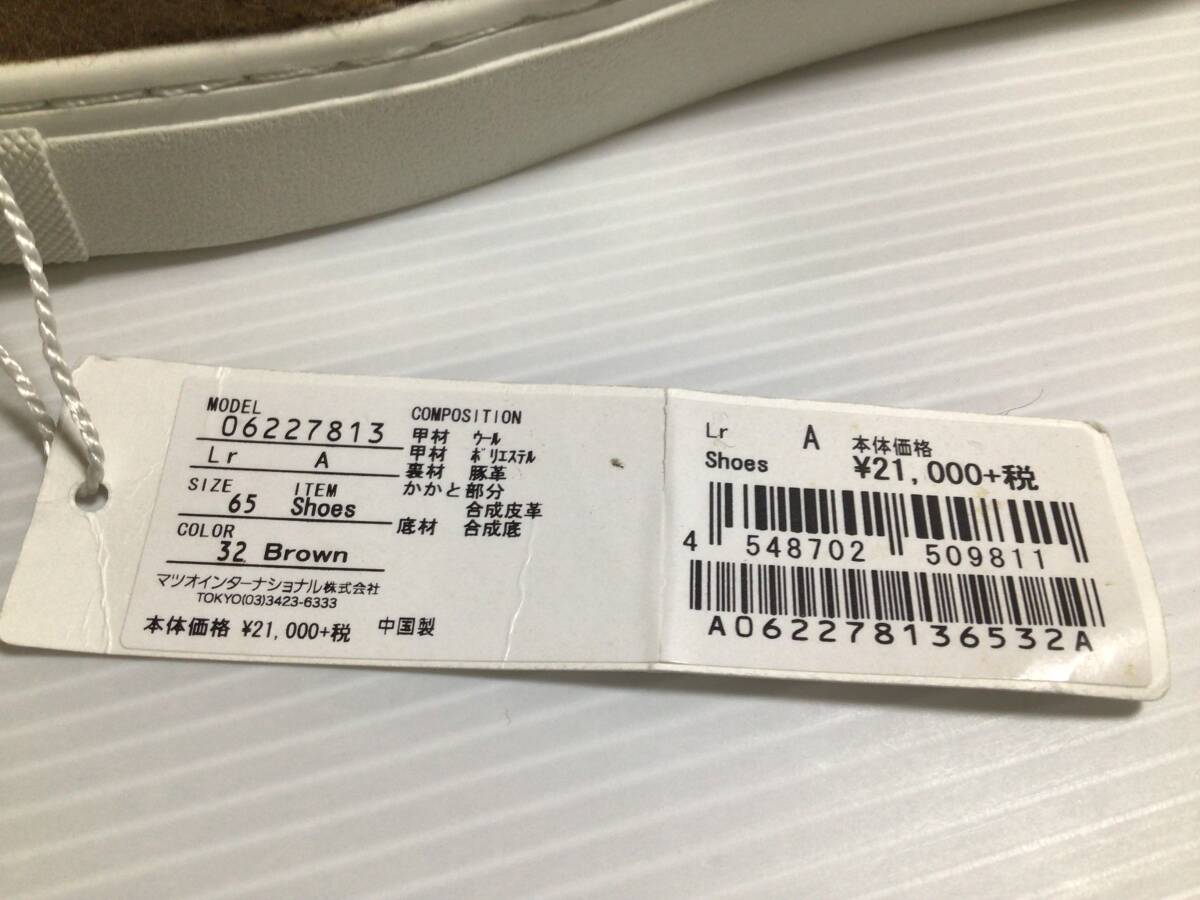 MODEL
06227813
Lr A
SIZE ITEM
65 Shoes
COLOR
32 Brown
マツオインターナショナル株式会社
TOKYO(03)3423-6333
本体価格 ¥21,000+税 中国製
COMPOSITION
甲材 ウール
甲材 ポリエステル
裏材 豚革
かかと部分
合成皮革
底材 合成底
Lr A 本体価格
Shoes ¥21,000+税
4 548702 509811
A062278136532A